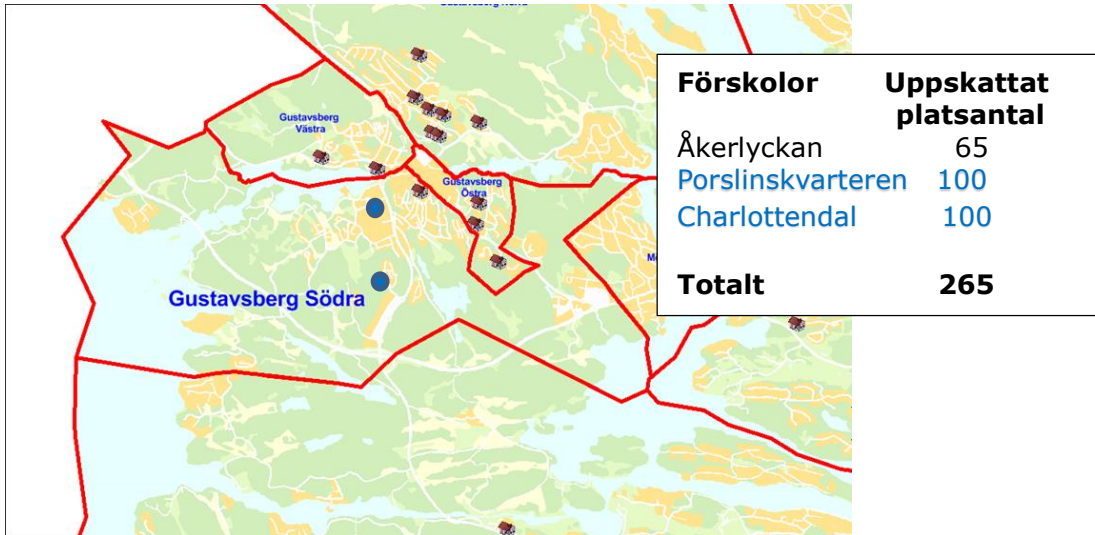 Gustavsberg
Västra
Gustavsberg
Östra
Gustavsberg Södra
Förskolor Uppskattat
platsantal
Åkerlyckan 65
Porslinskvarteren 100
Charlottendal 100
Totalt 265